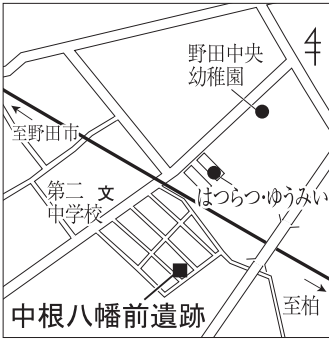 野田中央
幼稚園
至野田市
第二
中学校
文
はつらつ・ゆうみい
至柏
中根八幡前遺跡